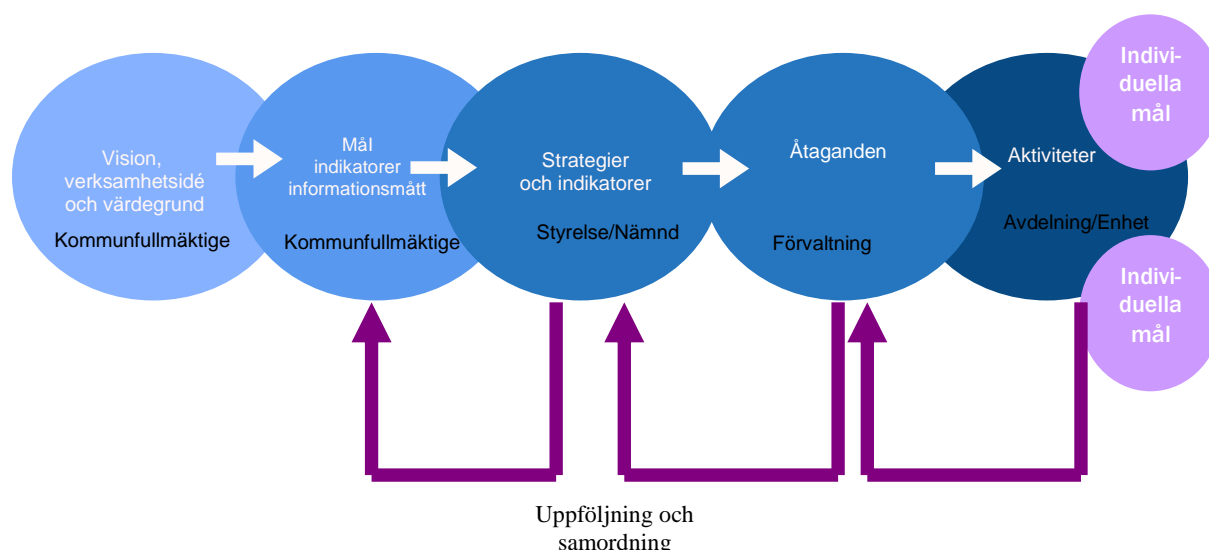 Vision,
verksamhetsidé
och värdegrund
Kommunfullmäktige
Mål
indikatorer
informationsmått
Kommunfullmäktige
Strategier
och indikatorer
Styrelse/Nämnd
Åtaganden
Förvaltning
Aktiviteter
Avdelning/Enhet
Indivi-
duella
mål
Indivi-
duella
mål
Uppföljning och
samordning